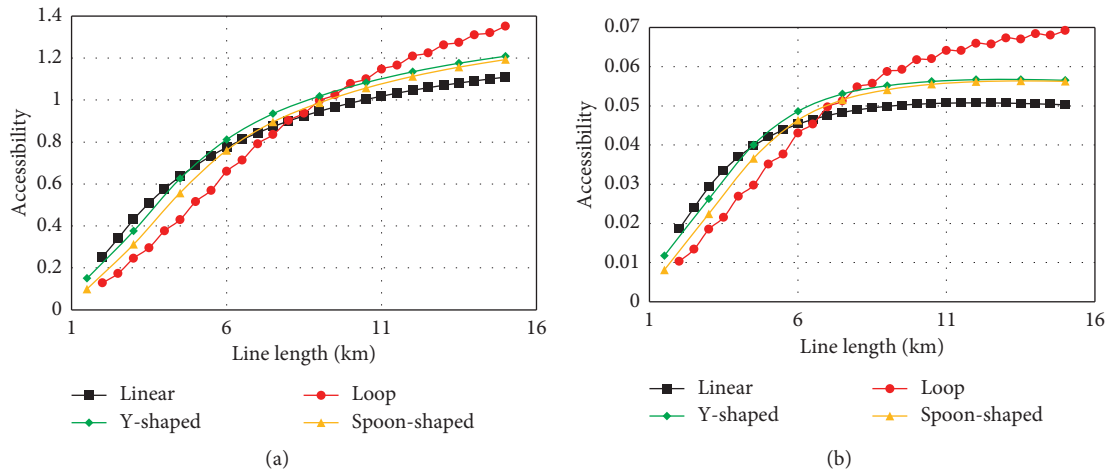 1.4
1.2
1
0.8
0.6
0.4
0.2
0
Accessibility
1 6 11 16
Line length (km)
Linear Loop
Y-shaped Spoon-shaped
(a)
0.07
0.06
0.05
0.04
0.03
0.02
0.01
0
Accessibility
1 6 11 16
Line length (km)
Linear Loop
Y-shaped Spoon-shaped
(b)